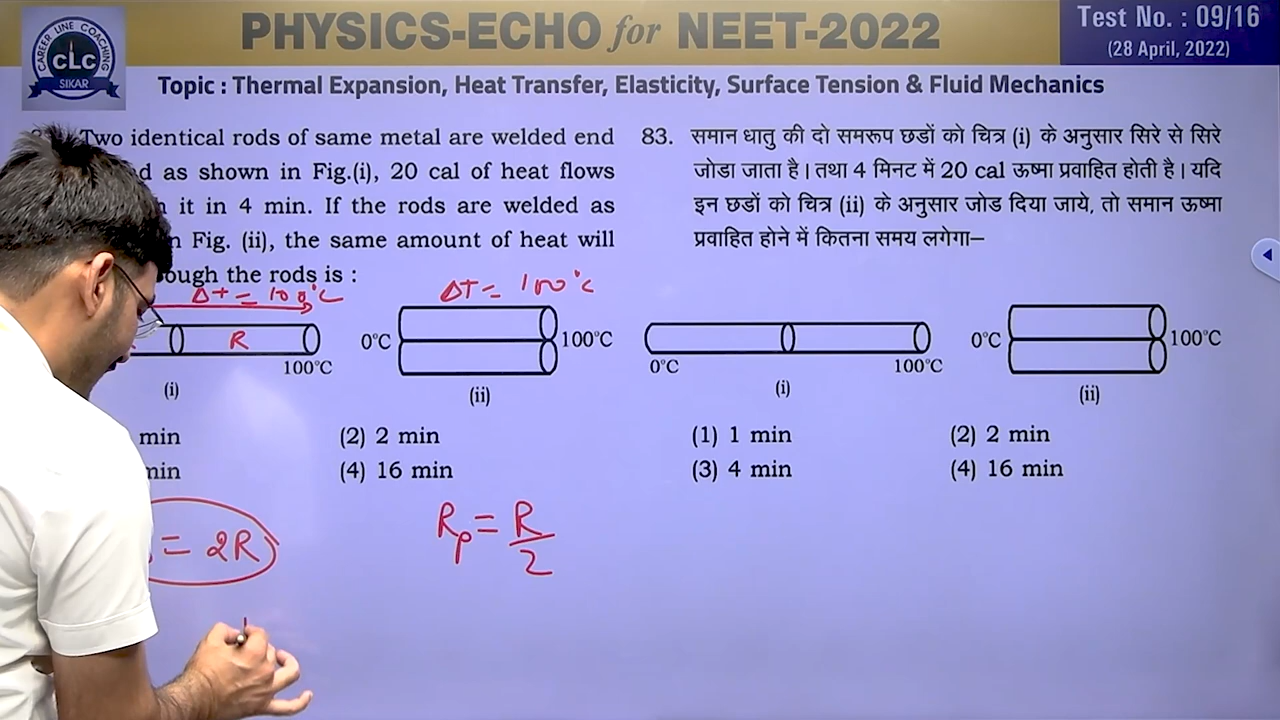 PHYSICS-ECHO for NEET-2022
Test No. : 09/16
(28 April, 2022)
CAREER LINE COACHING
CLC
SIKAR
Topic : Thermal Expansion, Heat Transfer, Elasticity, Surface Tension & Fluid Mechanics
Two identical rods of same metal are welded end
as shown in Fig.(i), 20 cal of heat flows
it in 4 min. If the rods are welded as
Fig. (ii), the same amount of heat will
the rods is :
Δt = 100°C
R
100°C
(i)
Δt = 100°C
0°C
100°C
(ii)
min
(2) 2 min
min
(4) 16 min
= 2R
Rp = R/2
83. समान धातु की दो समरूप छडों को चित्र (i) के अनुसार सिरे से सिरे
जोडा जाता है। तथा 4 मिनट में 20 cal ऊष्मा प्रवाहित होती है। यदि
इन छडों को चित्र (ii) के अनुसार जोड दिया जाये, तो समान ऊष्मा
प्रवाहित होने में कितना समय लगेगा–
0°C
100°C
(i)
0°C
100°C
(ii)
(1) 1 min
(2) 2 min
(3) 4 min
(4) 16 min